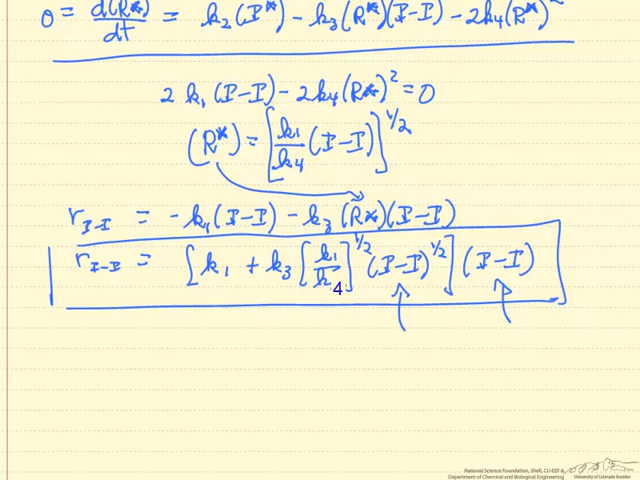 0 = d(R*)/dt = k₂(I*) − k₃(R*)(I−I) − 2k₄(R*)²
2k₁(I−I) − 2k₄(R*)² = 0
(R*) = [k₁/k₄ (I−I)]^1/2
r_I−I = −k₁(I−I) − k₃(R*)(I−I)
r_I−I = [k₁ + k₃[k₁/k₄]^1/2 (I−I)^1/2](I−I)
National Science Foundation, Shell, CU-EEF &
Department of Chemical and Biological Engineering University of Colorado Boulder